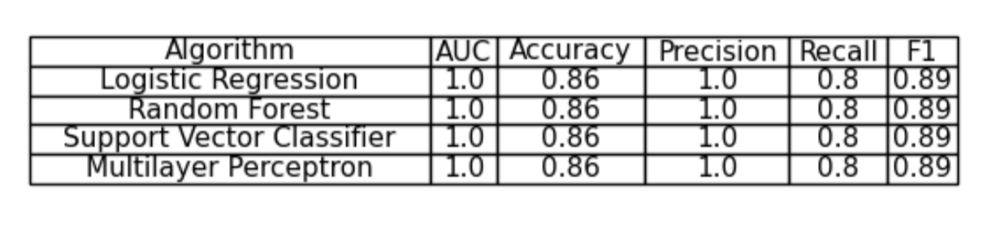 Algorithm AUC Accuracy Precision Recall F1
Logistic Regression 1.0 0.86 1.0 0.8 0.89
Random Forest 1.0 0.86 1.0 0.8 0.89
Support Vector Classifier 1.0 0.86 1.0 0.8 0.89
Multilayer Perceptron 1.0 0.86 1.0 0.8 0.89